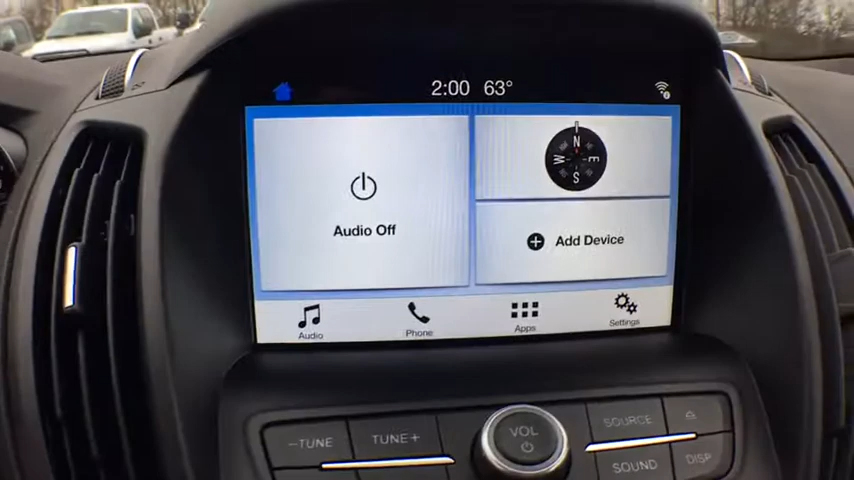 2:00 63°
Audio Off
N
W E
S
Add Device
Audio
Phone
Apps
Settings
− TUNE
TUNE +
VOL
SOURCE
SOUND
DISP